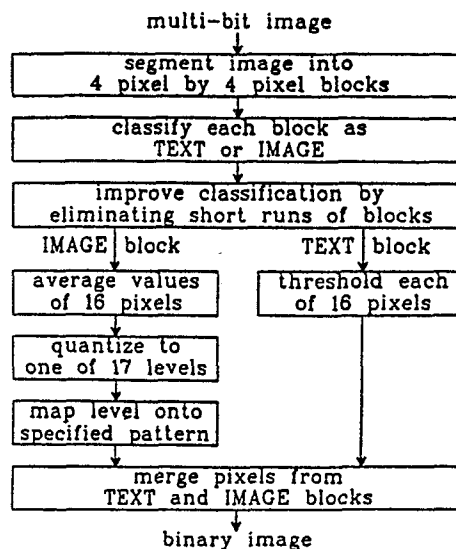 multi-bit image
segment image into
4 pixel by 4 pixel blocks
classify each block as
TEXT or IMAGE
improve classification by
eliminating short runs of blocks
IMAGE block
TEXT block
average values
of 16 pixels
threshold each
of 16 pixels
quantize to
one of 17 levels
map level onto
specified pattern
merge pixels from
TEXT and IMAGE blocks
binary image